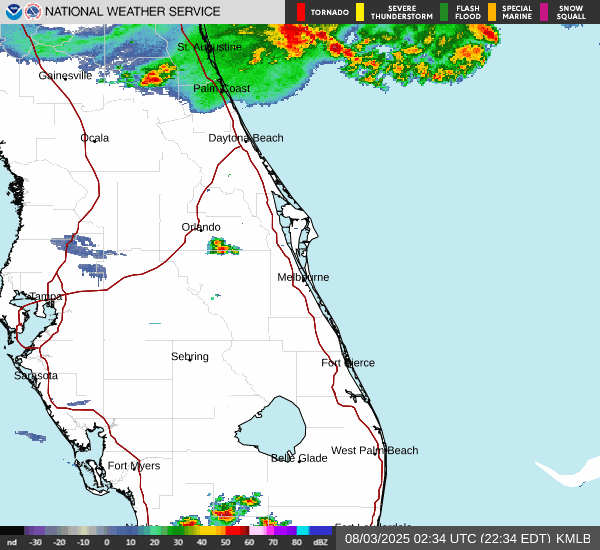 NATIONAL WEATHER SERVICE
TORNADO
SEVERE THUNDERSTORM
FLASH FLOOD
SPECIAL MARINE
SNOW SQUALL
St. Augustine
Gainesville
Palm Coast
Ocala
Daytona Beach
Orlando
Melbourne
Tampa
Sebring
Fort Pierce
Sarasota
West Palm Beach
Belle Glade
Fort Myers
Fort Lauderdale
nd -30 -20 -10 0 10 20 30 40 50 60 70 80 dBZ
08/03/2025 02:34 UTC (22:34 EDT) KMLB